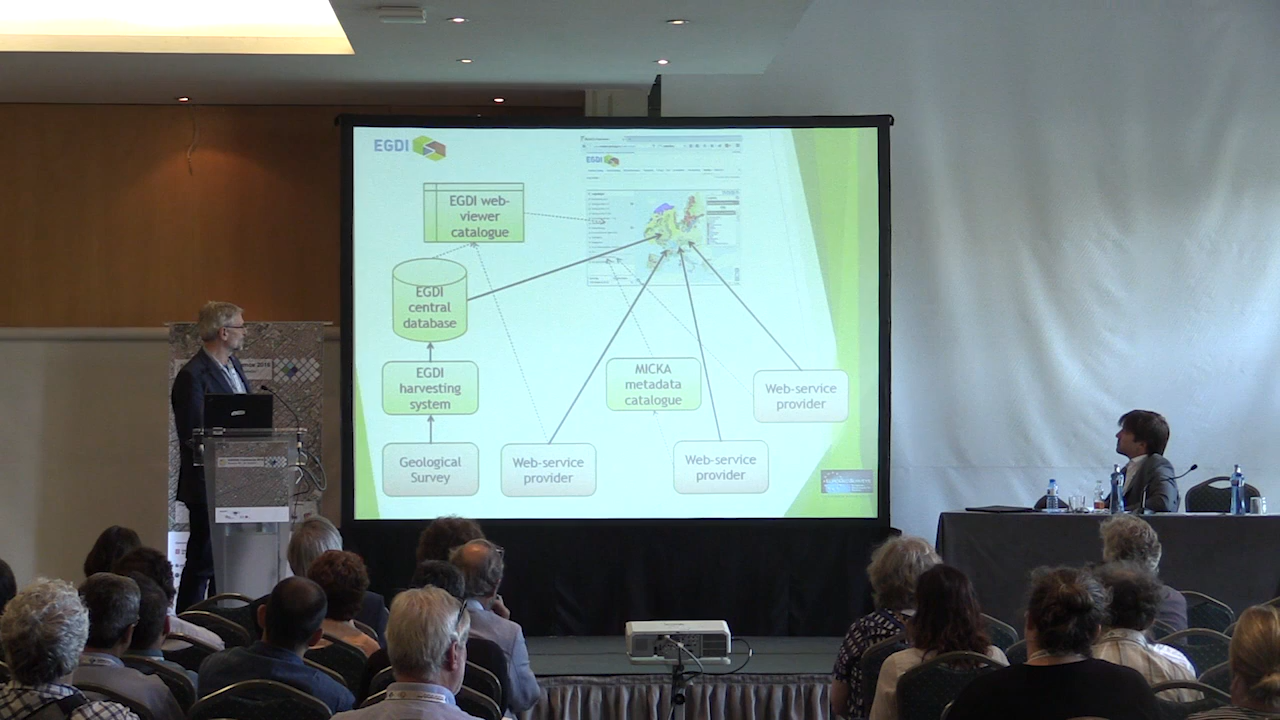 EGDI
EGDI
EGDI web-
viewer
catalogue
EGDI
central
database
EGDI
harvesting
system
MICKA
metadata
catalogue
Web-service
provider
Geological
Survey
Web-service
provider
Web-service
provider